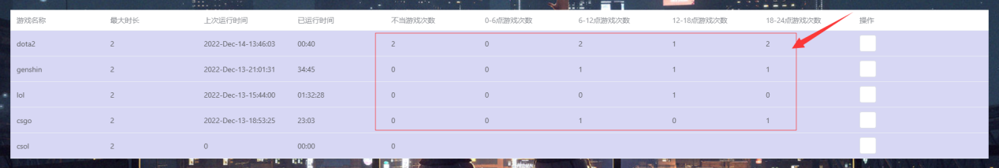 游戏名称 最大时长 上次运行时间 已运行时间 不当游戏次数 0-6点游戏次数 6-12点游戏次数 12-18点游戏次数 18-24点游戏次数 操作
dota2 2 2022-Dec-14-13:46:03 00:40 2 0 2 1 2
genshin 2 2022-Dec-13-21:01:31 34:45 0 0 1 1 1
lol 2 2022-Dec-13-15:44:00 01:32:28 0 0 0 1 0
csgo 2 2022-Dec-13-18:53:25 23:03 0 0 1 0 1
csol 2 0 00:00 0